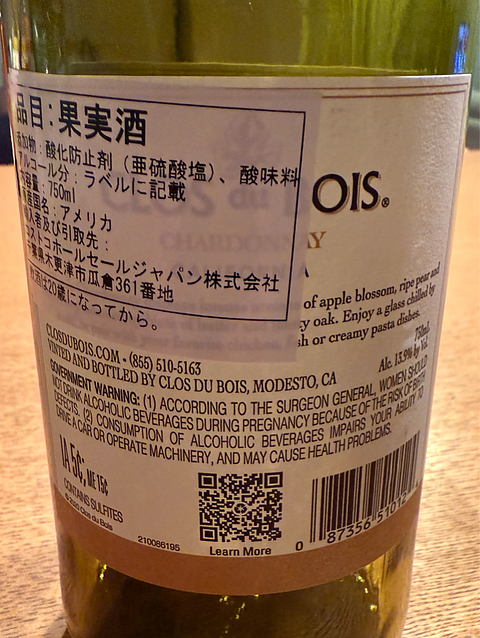 品目:果実酒
添加物:酸化防止剤(亜硫酸塩)、酸味料
アルコール分:ラベルに記載
容量:750ml
原産国名:アメリカ
輸入者及び引取先:
コストコホールセールジャパン株式会社
千葉県木更津市瓜倉361番地
飲酒は20歳になってから。
CLOS du BOIS®
CHARDONNAY
of apple blossom, ripe pear and
oak. Enjoy a glass chilled by
or creamy pasta dishes.
750mL
Alc. 13.9% by Vol.
CLOSDUBOIS.COM • (855) 510-5163
VINTED AND BOTTLED BY CLOS DU BOIS, MODESTO, CA
GOVERNMENT WARNING: (1) ACCORDING TO THE SURGEON GENERAL, WOMEN SHOULD
NOT DRINK ALCOHOLIC BEVERAGES DURING PREGNANCY BECAUSE OF THE RISK OF BIRTH
DEFECTS. (2) CONSUMPTION OF ALCOHOLIC BEVERAGES IMPAIRS YOUR ABILITY TO
DRIVE A CAR OR OPERATE MACHINERY, AND MAY CAUSE HEALTH PROBLEMS.
IA 5¢, ME 15¢
CONTAINS SULFITES
© 2023 Clos du Bois
210086195
Learn More
0 87356 51012